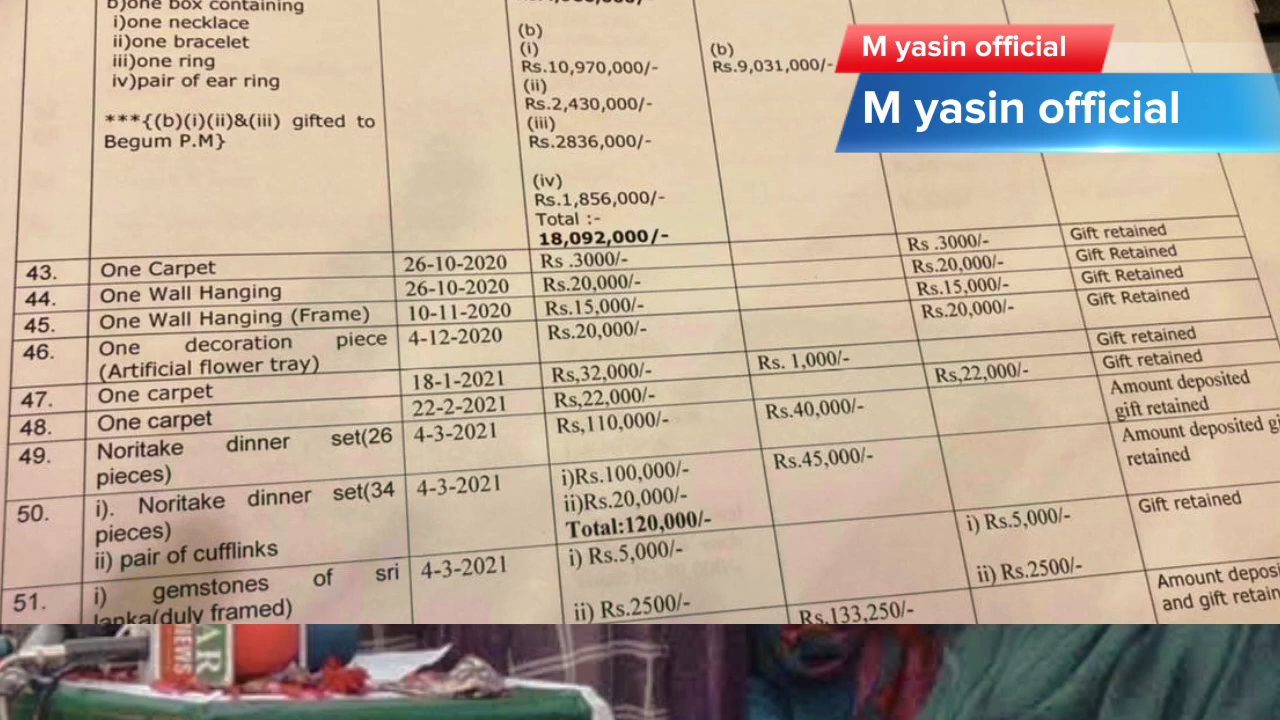 b)one box containing
i)one necklace
ii)one bracelet
iii)one ring
iv)pair of ear ring
***{(b)(i)(ii)&(iii) gifted to
Begum P.M}
(b)
(i)
Rs.10,970,000/-
(ii)
Rs.2,430,000/-
(iii)
Rs.2836,000/-
(iv)
Rs.1,856,000/-
Total :-
18,092,000/-
(b)
Rs.9,031,000/-
M yasin official
M yasin official
43. One Carpet 26-10-2020 Rs .3000/- Rs .3000/- Gift retained
44. One Wall Hanging 26-10-2020 Rs.20,000/- Rs.20,000/- Gift Retained
45. One Wall Hanging (Frame) 10-11-2020 Rs.15,000/- Rs.15,000/- Gift Retained
46. One decoration piece 4-12-2020 Rs.20,000/- Rs.20,000/- Gift Retained
(Artificial flower tray)
47. One carpet 18-1-2021 Rs,32,000/- Rs. 1,000/- Gift retained
48. One carpet 22-2-2021 Rs,22,000/- Rs,22,000/- Gift retained
49. Noritake dinner set(26 4-3-2021 Rs,110,000/- Rs.40,000/- Amount deposited
pieces) gift retained
50. i). Noritake dinner set(34 4-3-2021 i)Rs.100,000/- Rs.45,000/- Amount deposited
pieces) ii)Rs.20,000/- retained
ii) pair of cufflinks Total:120,000/-
51. i) gemstones of sri 4-3-2021 i) Rs.5,000/- i) Rs.5,000/- Gift retained
lanka(duly framed) ii) Rs.2500/- ii) Rs.2500/-
Rs.133,250/- Amount
and gift
NEWS